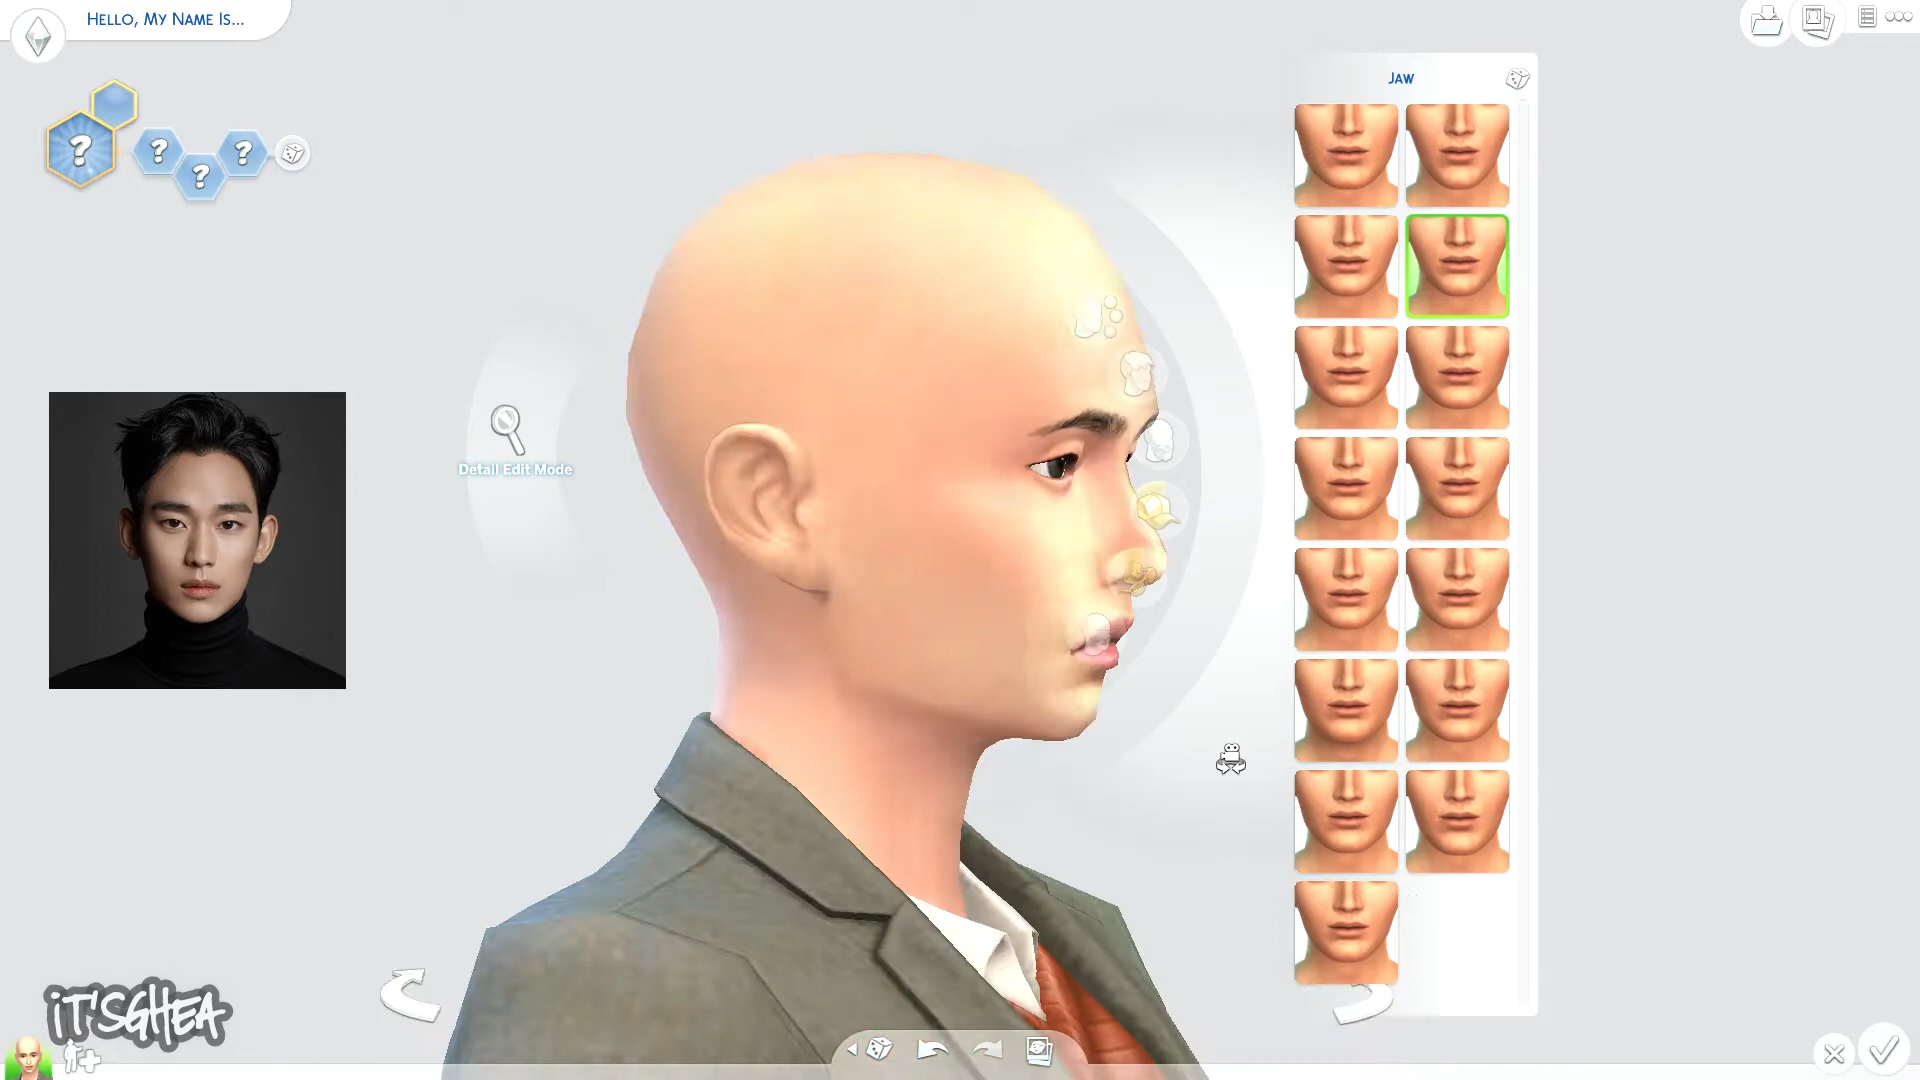 Hello, My Name Is...
Jaw
? ? ? ?
Detail Edit Mode
iT'SGHEA